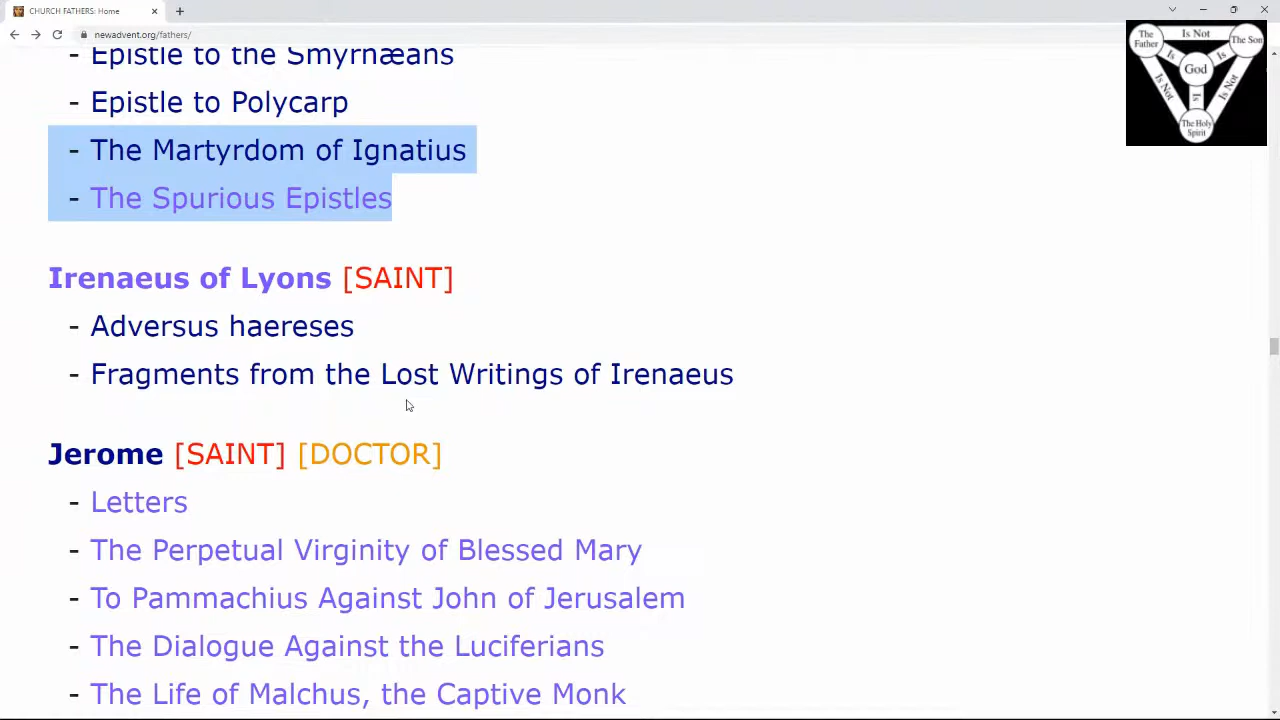 CHURCH FATHERS: Home
newadvent.org/fathers/
- Epistle to the Smyrnæans
- Epistle to Polycarp
- The Martyrdom of Ignatius
- The Spurious Epistles
Irenaeus of Lyons [SAINT]
- Adversus haereses
- Fragments from the Lost Writings of Irenaeus
Jerome [SAINT] [DOCTOR]
- Letters
- The Perpetual Virginity of Blessed Mary
- To Pammachius Against John of Jerusalem
- The Dialogue Against the Luciferians
- The Life of Malchus, the Captive Monk
The Father
Is Not
The Son
Is
Is
God
Is Not
Is
Is Not
The Holy Spirit